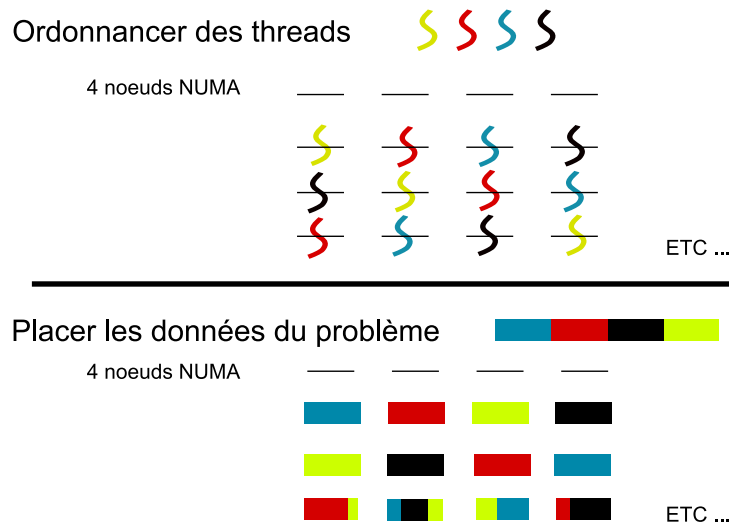 Ordonnancer des threads
4 noeuds NUMA
ETC ...
Placer les données du problème
4 noeuds NUMA
ETC ...